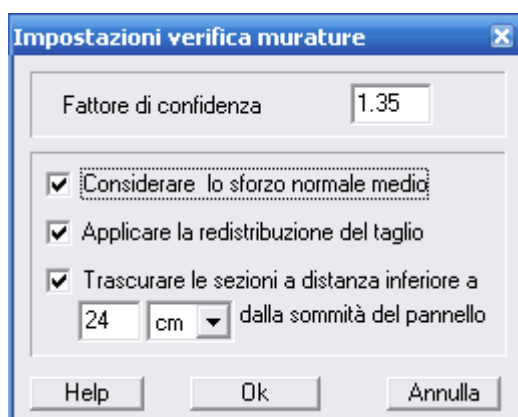 Impostazioni verifica murature
Fattore di confidenza 1.35
Considerare lo sforzo normale medio
Applicare la redistribuzione del taglio
Trascurare le sezioni a distanza inferiore a
24 cm dalla sommità del pannello
Help Ok Annulla